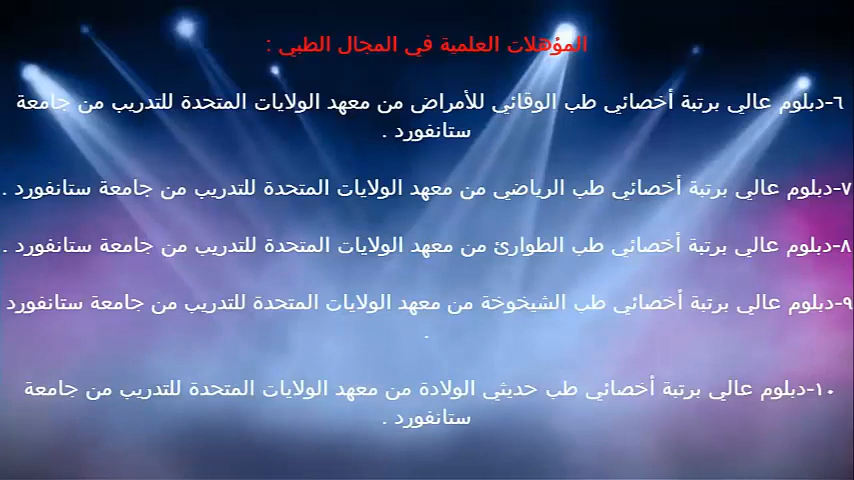 المؤهلات العلمية في المجال الطبي :
٦-دبلوم عالي برتبة أخصائي طب الوقائي للأمراض من معهد الولايات المتحدة للتدريب من جامعة
ستانفورد .
٧-دبلوم عالي برتبة أخصائي طب الرياضي من معهد الولايات المتحدة للتدريب من جامعة ستانفورد .
٨-دبلوم عالي برتبة أخصائي طب الطوارئ من معهد الولايات المتحدة للتدريب من جامعة ستانفورد .
٩-دبلوم عالي برتبة أخصائي طب الشيخوخة من معهد الولايات المتحدة للتدريب من جامعة ستانفورد
.
١٠-دبلوم عالي برتبة أخصائي طب حديثي الولادة من معهد الولايات المتحدة للتدريب من جامعة
ستانفورد .